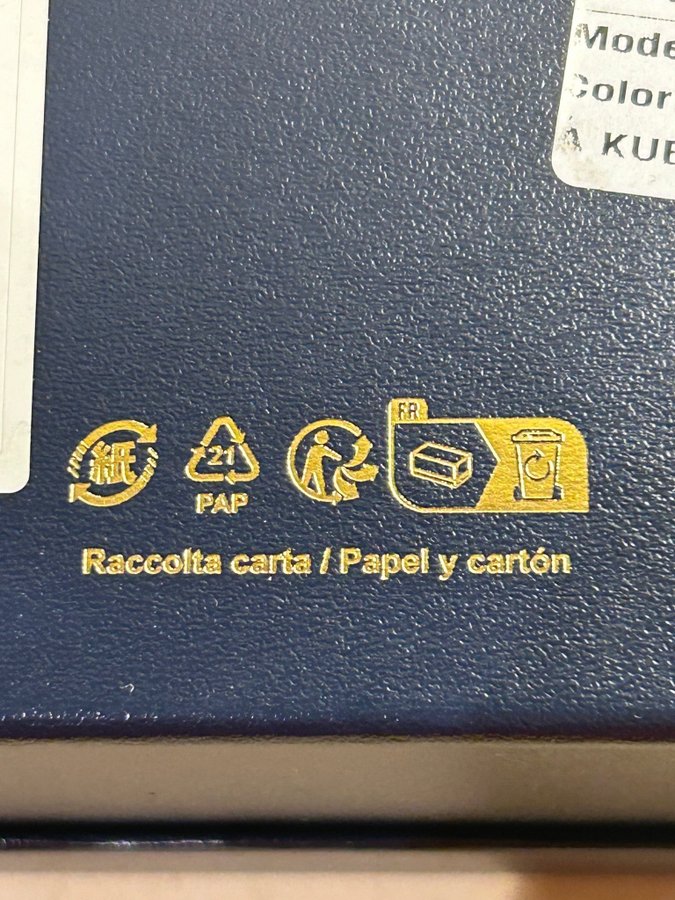 Mode
Color
KUB
FR
紙
21
PAP
Raccolta carta / Papel y cartón